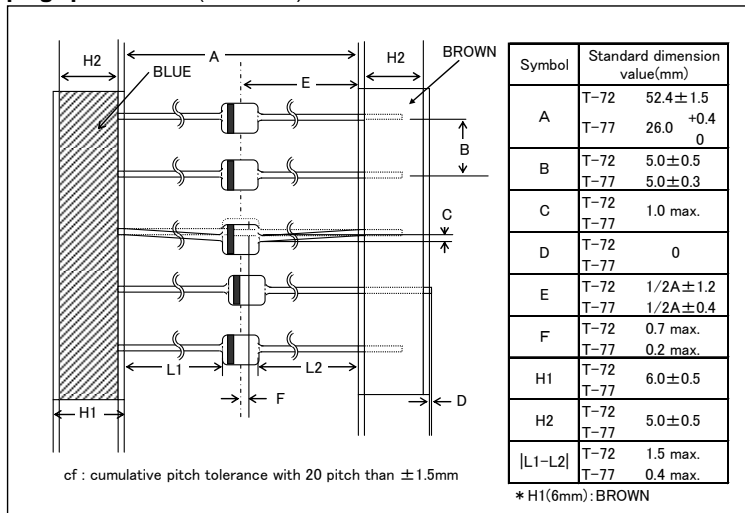 H2
A
BLUE
E
H2
BROWN
B
C
L1
L2
F
D
H1
cf : cumulative pitch tolerance with 20 pitch than ±1.5mm
Symbol Standard dimension
value(mm)
A T-72 52.4±1.5
T-77 26.0 +0.4
0
B T-72 5.0±0.5
T-77 5.0±0.3
C T-72 1.0 max.
T-77
D T-72 0
T-77
E T-72 1/2A±1.2
T-77 1/2A±0.4
F T-72 0.7 max.
T-77 0.2 max.
H1 T-72 6.0±0.5
T-77
H2 T-72 5.0±0.5
T-77
|L1-L2| T-72 1.5 max.
T-77 0.4 max.
*H1(6mm):BROWN